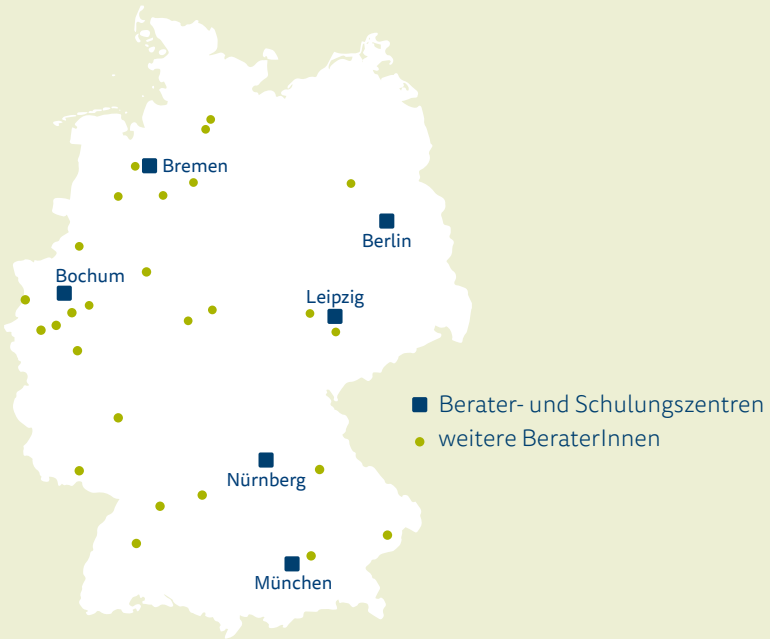 Bremen
Berlin
Bochum
Leipzig
Berater- und Schulungszentren
weitere BeraterInnen
Nürnberg
München